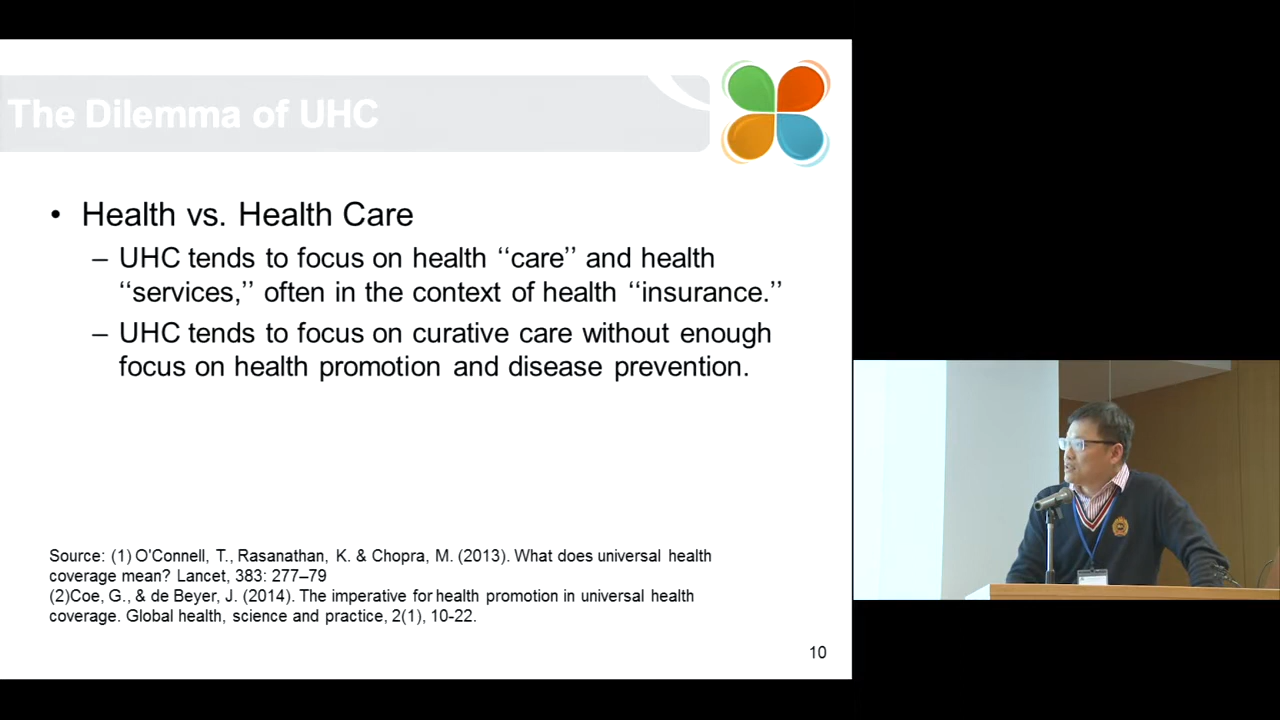 The Dilemma of UHC
• Health vs. Health Care
– UHC tends to focus on health ‘‘care’’ and health
‘‘services,’’ often in the context of health ‘‘insurance.’’
– UHC tends to focus on curative care without enough
focus on health promotion and disease prevention.
Source: (1) O'Connell, T., Rasanathan, K. & Chopra, M. (2013). What does universal health
coverage mean? Lancet, 383: 277–79
(2)Coe, G., & de Beyer, J. (2014). The imperative for health promotion in universal health
coverage. Global health, science and practice, 2(1), 10-22.
10